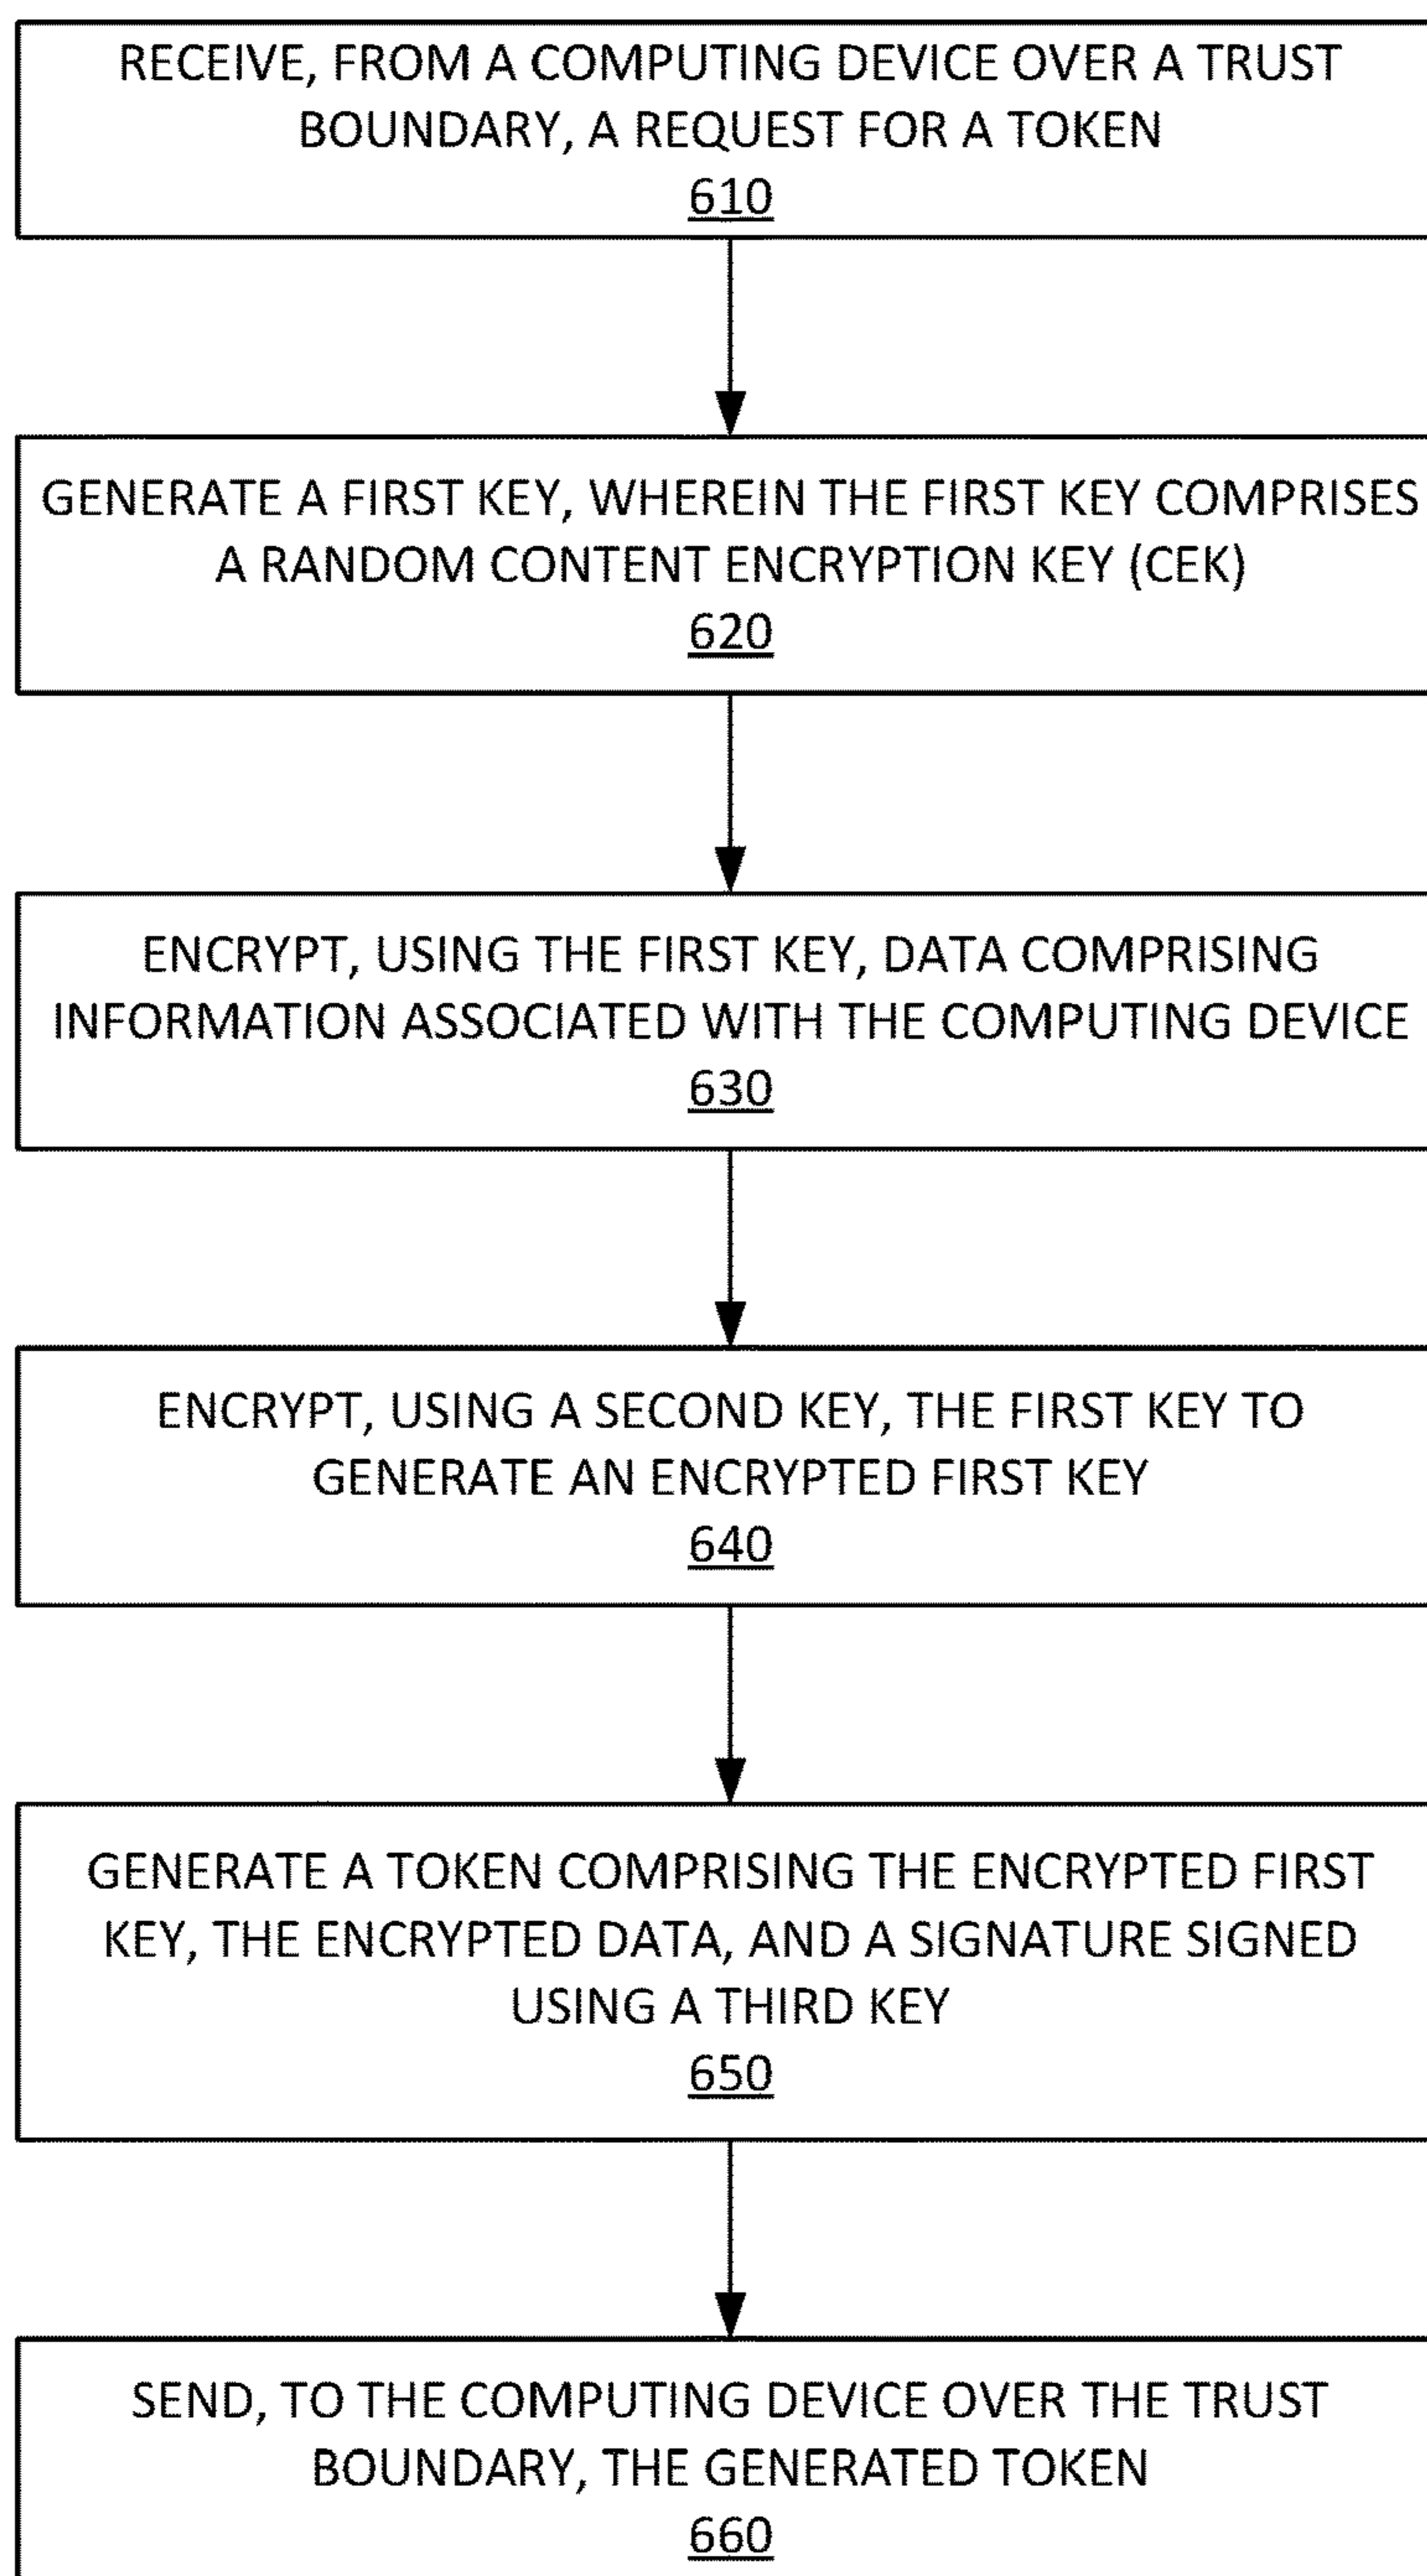 RECEIVE, FROM A COMPUTING DEVICE OVER A TRUST
BOUNDARY, A REQUEST FOR A TOKEN
610
GENERATE A FIRST KEY, WHEREIN THE FIRST KEY COMPRISES
A RANDOM CONTENT ENCRYPTION KEY (CEK)
620
ENCRYPT, USING THE FIRST KEY, DATA COMPRISING
INFORMATION ASSOCIATED WITH THE COMPUTING DEVICE
630
ENCRYPT, USING A SECOND KEY, THE FIRST KEY TO
GENERATE AN ENCRYPTED FIRST KEY
640
GENERATE A TOKEN COMPRISING THE ENCRYPTED FIRST
KEY, THE ENCRYPTED DATA, AND A SIGNATURE SIGNED
USING A THIRD KEY
650
SEND, TO THE COMPUTING DEVICE OVER THE TRUST
BOUNDARY, THE GENERATED TOKEN
660